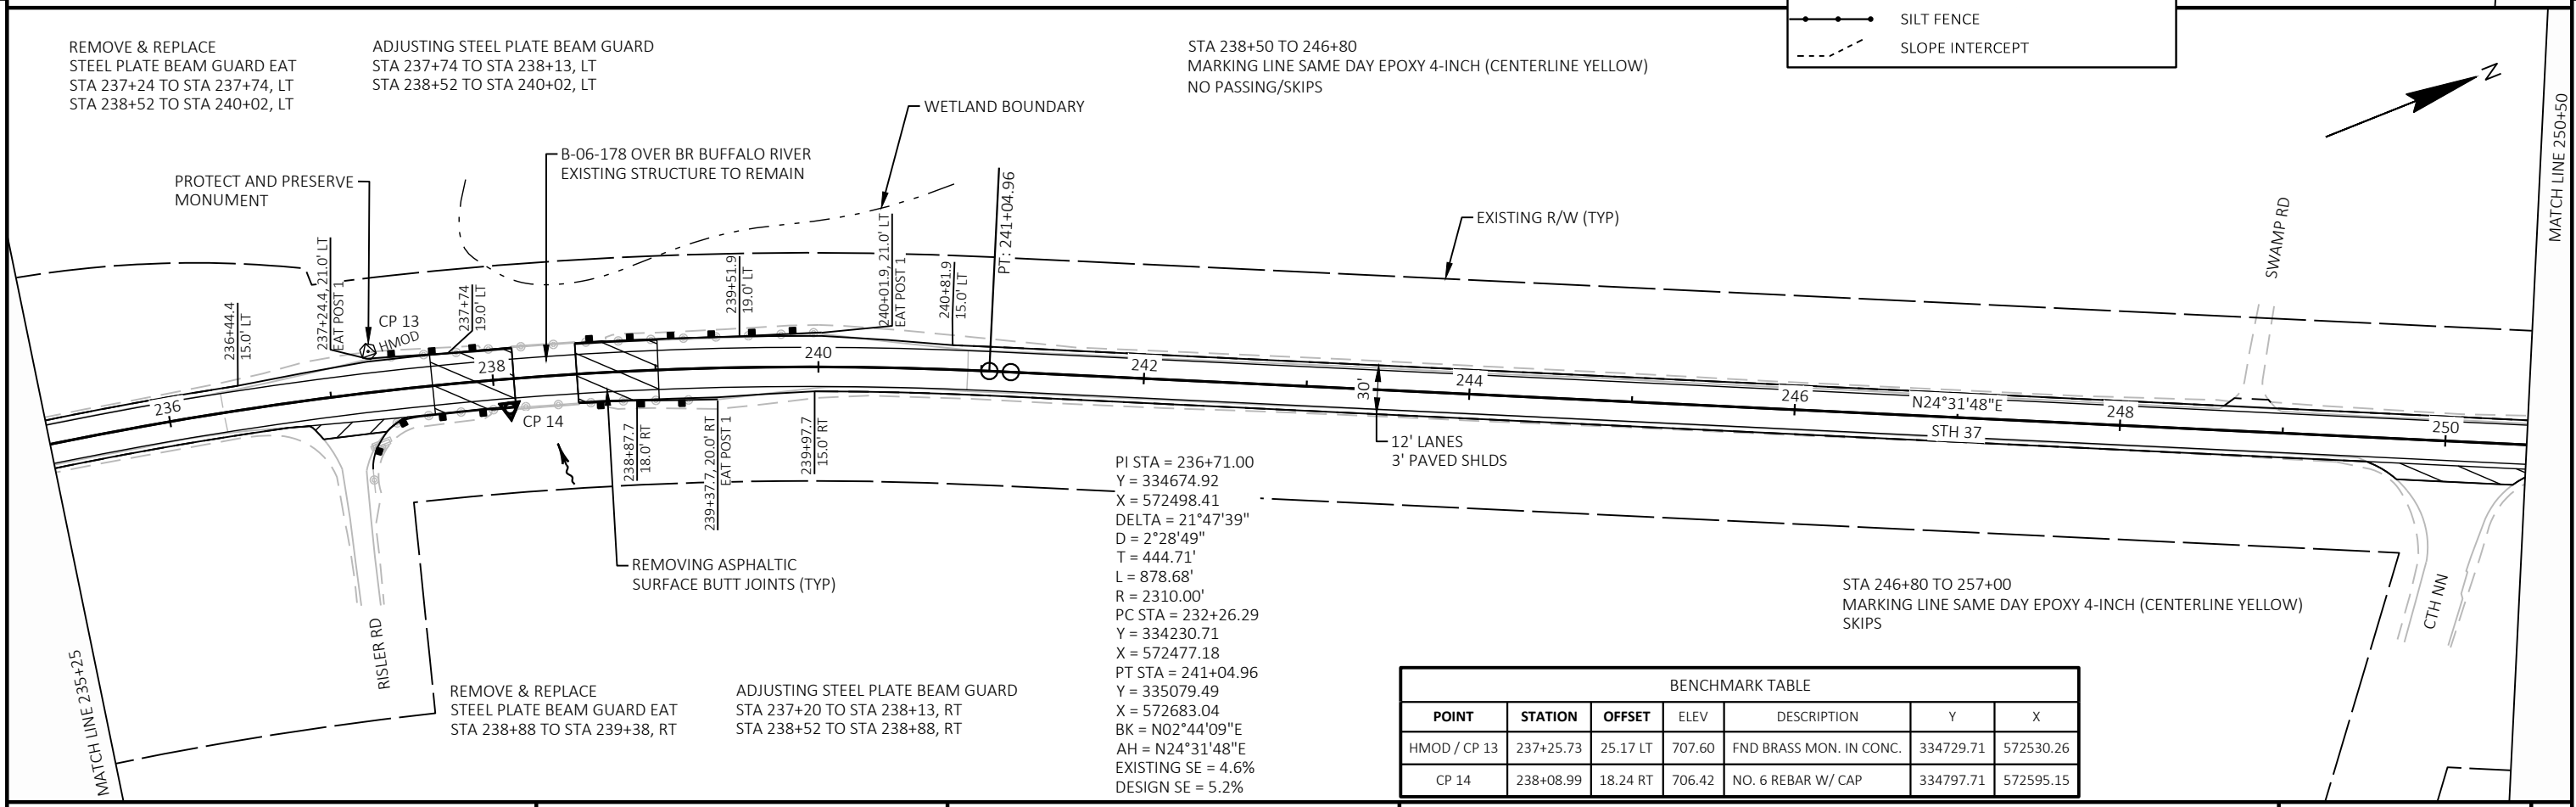 SILT FENCE
SLOPE INTERCEPT
REMOVE & REPLACE
STEEL PLATE BEAM GUARD EAT
STA 237+24 TO STA 237+74, LT
STA 238+52 TO STA 240+02, LT
ADJUSTING STEEL PLATE BEAM GUARD
STA 237+74 TO STA 238+13, LT
STA 238+52 TO STA 240+02, LT
STA 238+50 TO 246+80
MARKING LINE SAME DAY EPOXY 4-INCH (CENTERLINE YELLOW)
NO PASSING/SKIPS
N
MATCH LINE 250+50
WETLAND BOUNDARY
B-06-178 OVER BR BUFFALO RIVER
EXISTING STRUCTURE TO REMAIN
PROTECT AND PRESERVE
MONUMENT
EXISTING R/W (TYP)
SWAMP RD
PT: 241+04.96
236+44.4
15.0' LT
237+24.4, 21.0' LT
EAT POST 1
CP 13
HMOD
237+74
19.0' LT
239+51.9
19.0' LT
240+01.9, 21.0' LT
EAT POST 1
240+81.9
15.0' LT
236
238
240
242
244
246
248
250
N24°31'48"E
STH 37
30'
12' LANES
3' PAVED SHLDS
CP 14
238+87.7
18.0' RT
239+37.7, 20.0' RT
EAT POST 1
239+97.7
15.0' RT
REMOVING ASPHALTIC
SURFACE BUTT JOINTS (TYP)
RISLER RD
CTH NN
MATCH LINE 235+25
PI STA = 236+71.00
Y = 334674.92
X = 572498.41
DELTA = 21°47'39"
D = 2°28'49"
T = 444.71'
L = 878.68'
R = 2310.00'
PC STA = 232+26.29
Y = 334230.71
X = 572477.18
PT STA = 241+04.96
Y = 335079.49
X = 572683.04
BK = N02°44'09"E
AH = N24°31'48"E
EXISTING SE = 4.6%
DESIGN SE = 5.2%
STA 246+80 TO 257+00
MARKING LINE SAME DAY EPOXY 4-INCH (CENTERLINE YELLOW)
SKIPS
REMOVE & REPLACE
STEEL PLATE BEAM GUARD EAT
STA 238+88 TO STA 239+38, RT
ADJUSTING STEEL PLATE BEAM GUARD
STA 237+20 TO STA 238+13, RT
STA 238+52 TO STA 238+88, RT
BENCHMARK TABLE
POINT STATION OFFSET ELEV DESCRIPTION Y X
HMOD / CP 13 237+25.73 25.17 LT 707.60 FND BRASS MON. IN CONC. 334729.71 572530.26
CP 14 238+08.99 18.24 RT 706.42 NO. 6 REBAR W/ CAP 334797.71 572595.15